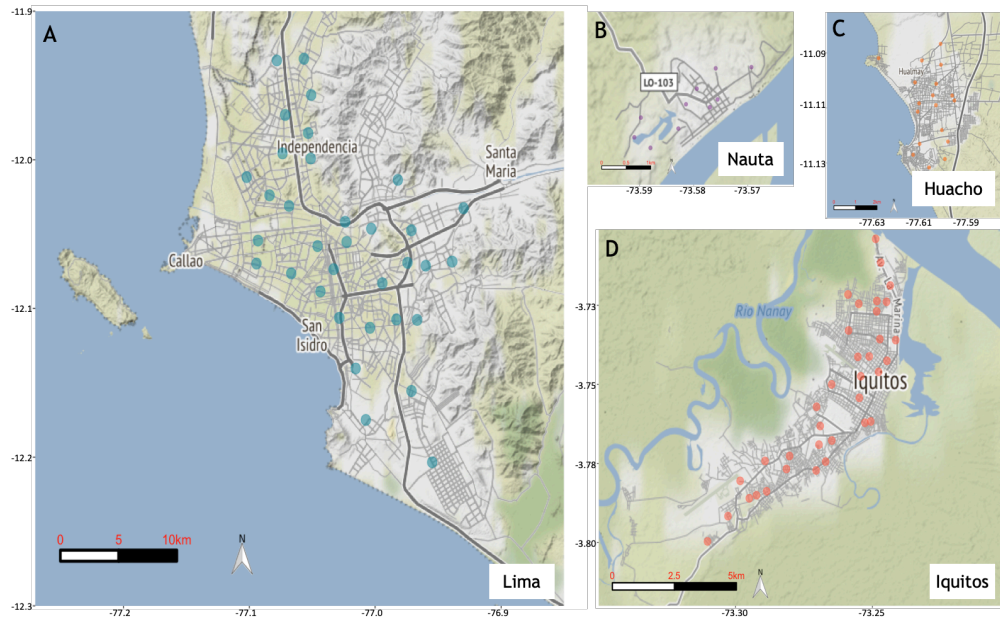 A
-11.9
-12.0
-12.1
-12.2
-12.3
-77.2
-77.1
-77.0
-76.9
Independencia
Santa
Maria
Callao
San
Isidro
0
5
10km
N
Lima
B
LO-103
Nauta
-73.59
-73.58
-73.57
C
-11.09
-11.11
-11.13
Hualmay
Huacho
N
-77.63
-77.61
-77.59
D
-3.73
-3.75
-3.78
-3.80
Rio Nanay
Marina
Iquitos
0
2.5
5km
N
Iquitos
-73.30
-73.25